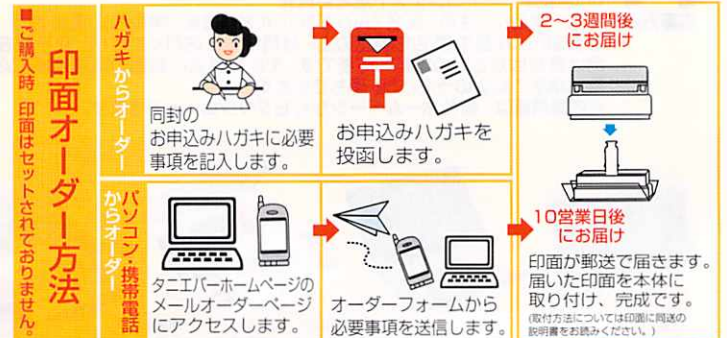 ■ご購入時 印面はセットされておりません。
印面オーダー方法
ハガキからオーダー
同封の
お申込みハガキに必要
事項を記入します。
お申込みハガキを
投函します。
パソコン・携帯電話
からオーダー
タニエバーホームページの
メールオーダーページ
にアクセスします。
オーダーフォームから
必要事項を送信します。
2~3週間後
にお届け
10営業日後
にお届け
印面が郵送で届きます。
届いた印面を本体に
取り付け、完成です。
(取付方法については印面に同送の
説明書をお読みください。)